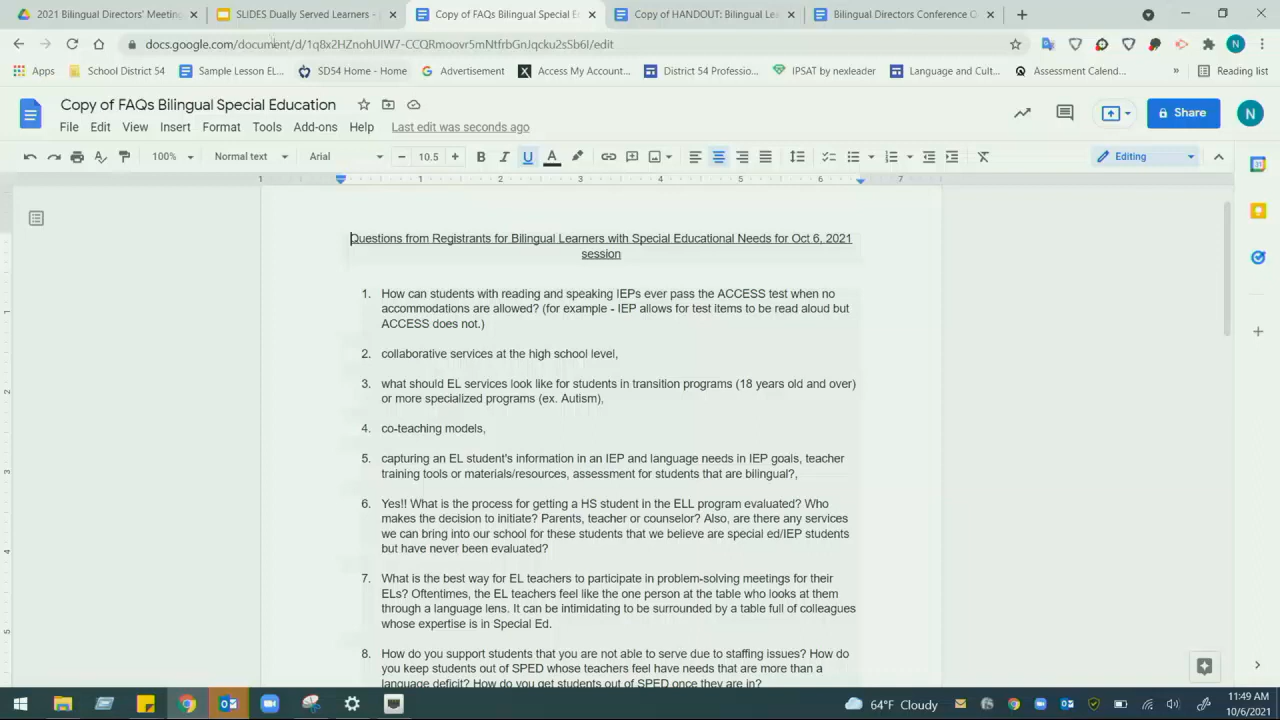 2021 Bilingual Directors' Meeting
SLIDES Dually Served Learners -
Copy of FAQs Bilingual Special E
Copy of HANDOUT: Bilingual Le
Bilingual Directors Conference
docs.google.com/document/d/1q8x2HZnohUIW7-CCQRmoovr5mNtfrbGnJqcku2sSb6I/edit
N
Apps
School District 54
Sample Lesson EL...
SD54 Home - Home
Advertisement
Access My Account...
District 54 Professio...
IPSAT by nexleader
Language and Cult...
Assessment Calend...
»
Reading list
Copy of FAQs Bilingual Special Education
Share
N
File Edit View Insert Format Tools Add-ons Help Last edit was seconds ago
100% Normal text Arial 10.5 B I U A Editing
1 1 2 3 4 5 6 7
Questions from Registrants for Bilingual Learners with Special Educational Needs for Oct 6, 2021
session
1. How can students with reading and speaking IEPs ever pass the ACCESS test when no
accommodations are allowed? (for example - IEP allows for test items to be read aloud but
ACCESS does not.)
2. collaborative services at the high school level,
3. what should EL services look like for students in transition programs (18 years old and over)
or more specialized programs (ex. Autism),
4. co-teaching models,
5. capturing an EL student's information in an IEP and language needs in IEP goals, teacher
training tools or materials/resources, assessment for students that are bilingual?,
6. Yes!! What is the process for getting a HS student in the ELL program evaluated? Who
makes the decision to initiate? Parents, teacher or counselor? Also, are there any services
we can bring into our school for these students that we believe are special ed/IEP students
but have never been evaluated?
7. What is the best way for EL teachers to participate in problem-solving meetings for their
ELs? Oftentimes, the EL teachers feel like the one person at the table who looks at them
through a language lens. It can be intimidating to be surrounded by a table full of colleagues
whose expertise is in Special Ed.
8. How do you support students that you are not able to serve due to staffing issues? How do
you keep students out of SPED whose teachers feel have needs that are more than a
language deficit? How do you get students out of SPED once they are in?
64°F Cloudy
11:49 AM
10/6/2021